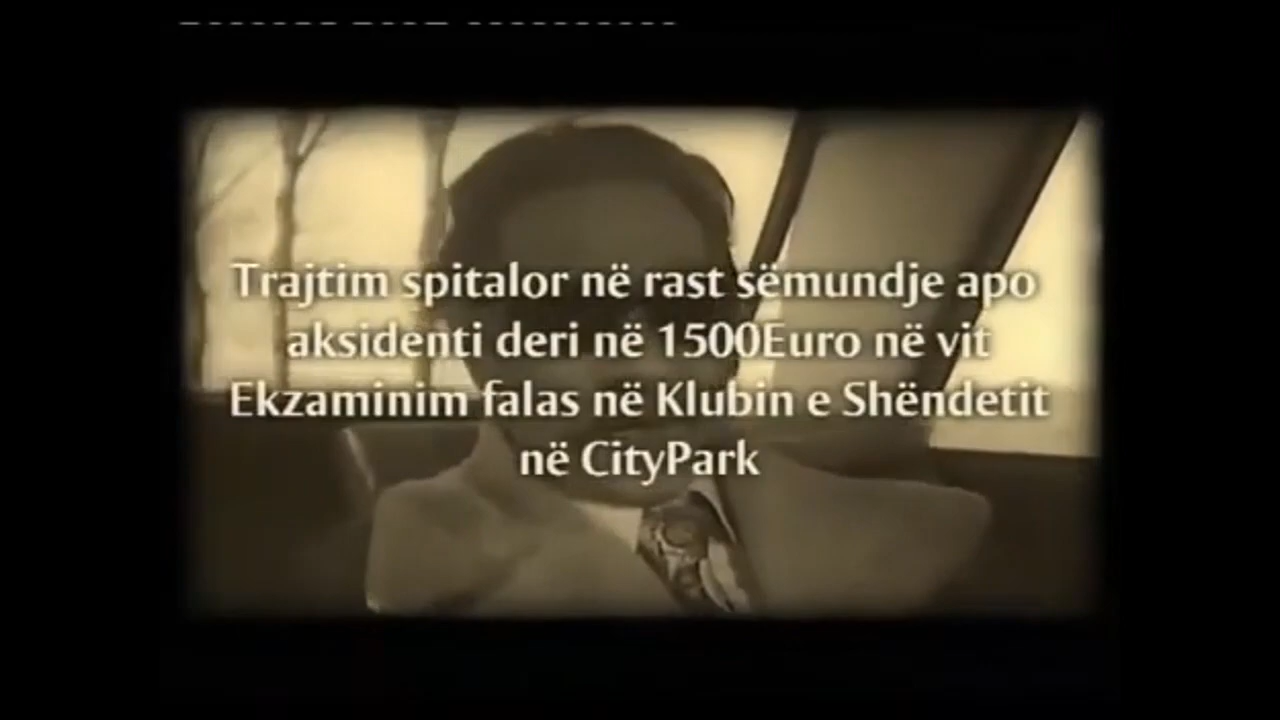 Trajtim spitalor në rast sëmundje apo
aksidenti deri në 1500Euro në vit
Ekzaminim falas në Klubin e Shëndetit
në CityPark